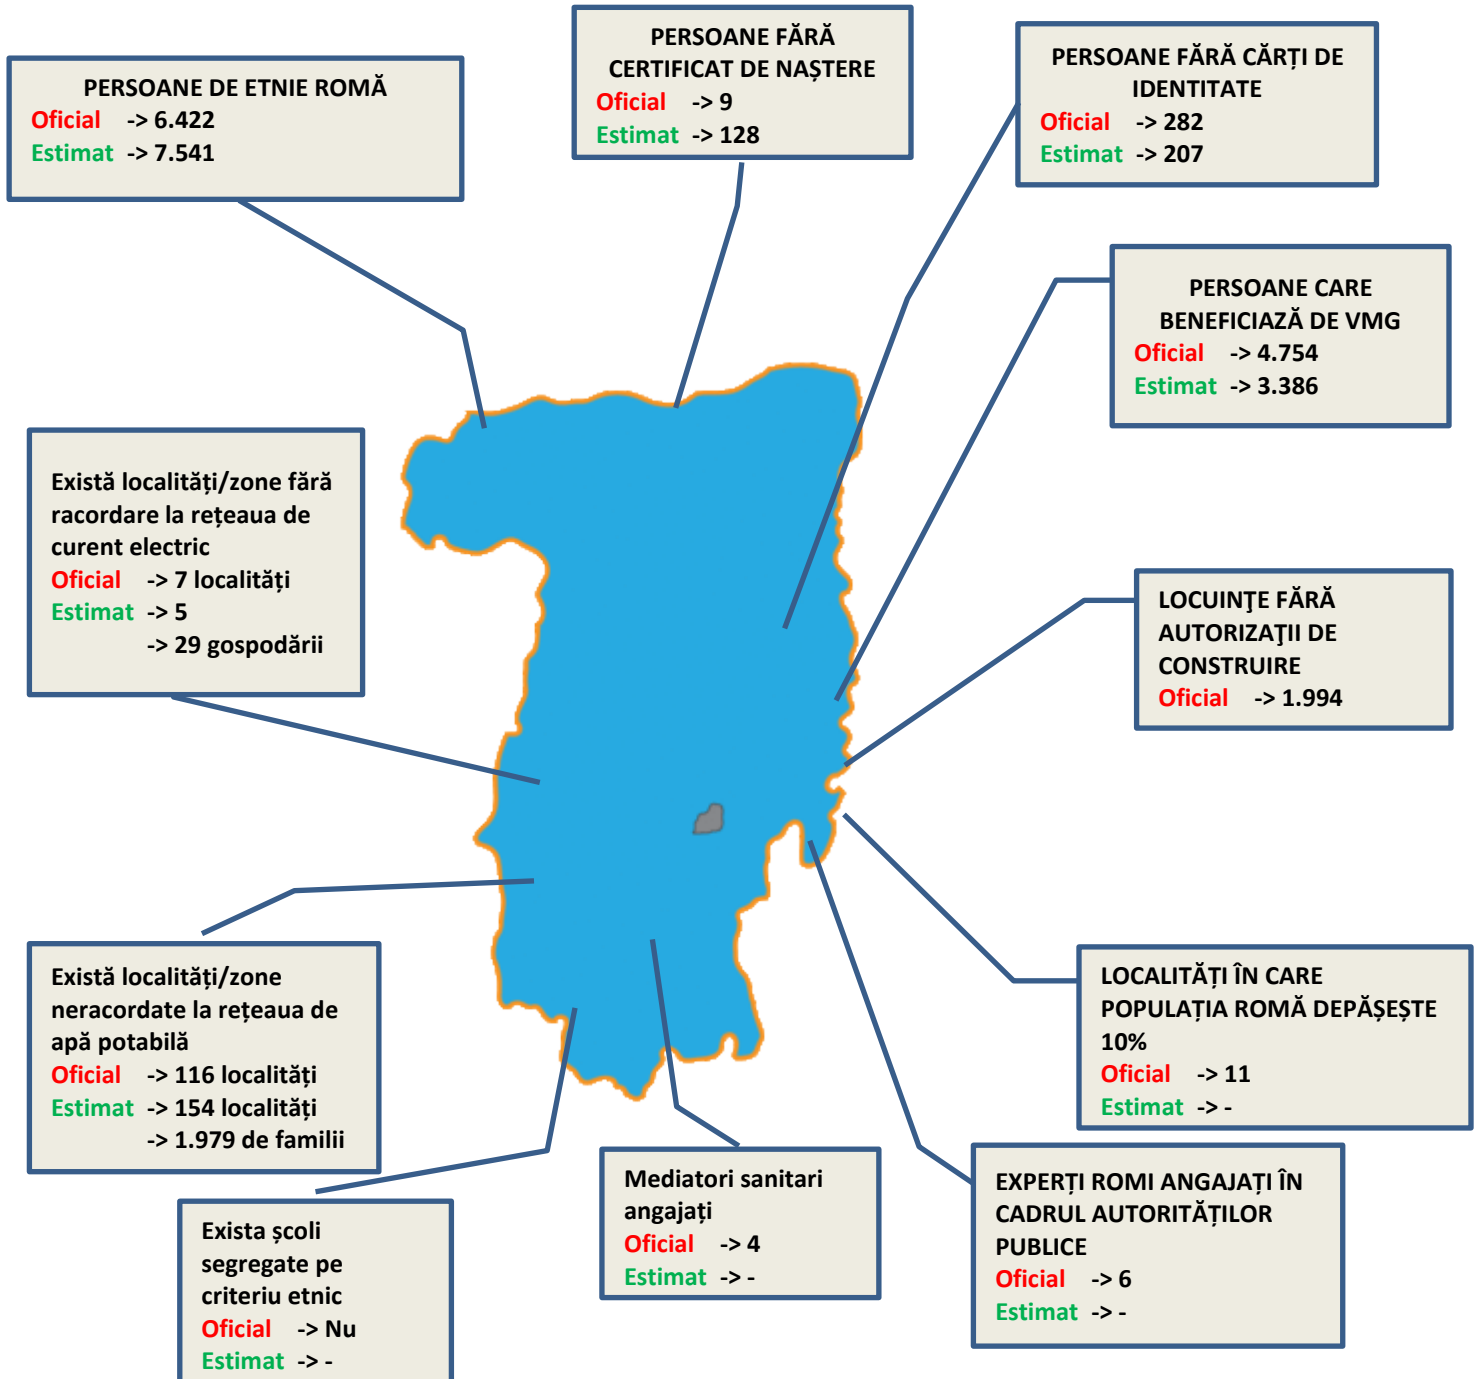 PERSOANE DE ETNIE ROMĂ
Oficial -> 6.422
Estimat -> 7.541
PERSOANE FĂRĂ
CERTIFICAT DE NAȘTERE
Oficial -> 9
Estimat -> 128
PERSOANE FĂRĂ CĂRȚI DE
IDENTITATE
Oficial -> 282
Estimat -> 207
PERSOANE CARE
BENEFICIAZĂ DE VMG
Oficial -> 4.754
Estimat -> 3.386
Există localități/zone fără
racordare la rețeaua de
curent electric
Oficial -> 7 localități
Estimat -> 5
-> 29 gospodării
LOCUINŢE FĂRĂ
AUTORIZAŢII DE
CONSTRUIRE
Oficial -> 1.994
Există localități/zone
neracordate la rețeaua de
apă potabilă
Oficial -> 116 localități
Estimat -> 154 localități
-> 1.979 de familii
LOCALITĂȚI ÎN CARE
POPULAȚIA ROMĂ DEPĂȘEȘTE
10%
Oficial -> 11
Estimat -> -
Exista școli
segregate pe
criteriu etnic
Oficial -> Nu
Estimat -> -
Mediatori sanitari
angajați
Oficial -> 4
Estimat -> -
EXPERȚI ROMI ANGAJAȚI ÎN
CADRUL AUTORITĂȚILOR
PUBLICE
Oficial -> 6
Estimat -> -